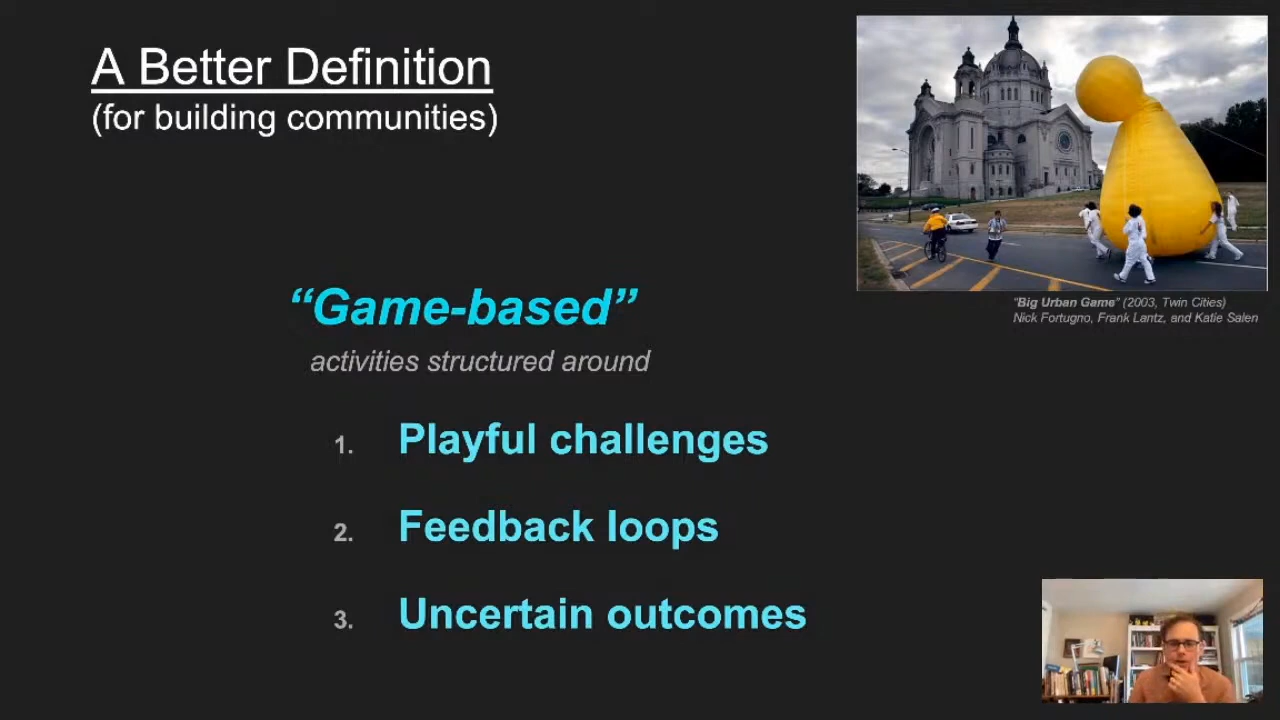 A Better Definition
(for building communities)
"Big Urban Game" (2003, Twin Cities)
Nick Fortugno, Frank Lantz, and Katie Salen
“Game-based”
activities structured around
1. Playful challenges
2. Feedback loops
3. Uncertain outcomes